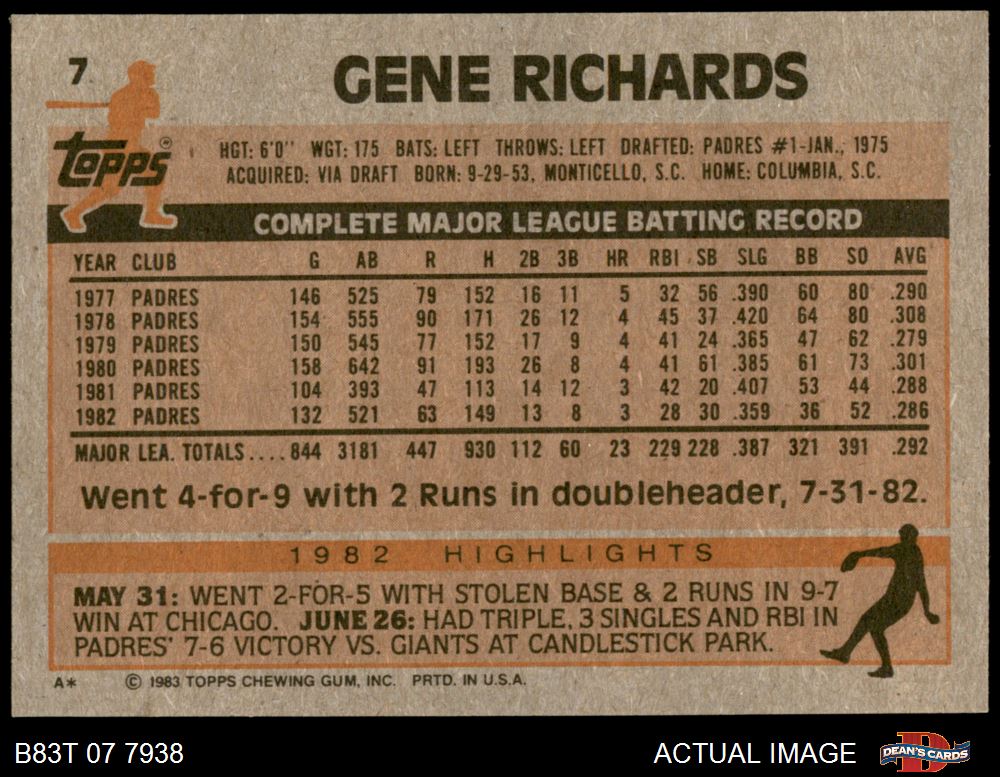 7
GENE RICHARDS
topps®
HGT: 6'0'' WGT: 175 BATS: LEFT THROWS: LEFT DRAFTED: PADRES #1-JAN., 1975
ACQUIRED: VIA DRAFT BORN: 9-29-53, MONTICELLO, S.C. HOME: COLUMBIA, S.C.
COMPLETE MAJOR LEAGUE BATTING RECORD
YEAR CLUB G AB R H 2B 3B HR RBI SB SLG BB SO AVG
1977 PADRES 146 525 79 152 16 11 5 32 56 .390 60 80 .290
1978 PADRES 154 555 90 171 26 12 4 45 37 .420 64 80 .308
1979 PADRES 150 545 77 152 17 9 4 41 24 .365 47 62 .279
1980 PADRES 158 642 91 193 26 8 4 41 61 .385 61 73 .301
1981 PADRES 104 393 47 113 14 12 3 42 20 .407 53 44 .288
1982 PADRES 132 521 63 149 13 8 3 28 30 .359 36 52 .286
MAJOR LEA. TOTALS....844 3181 447 930 112 60 23 229 228 .387 321 391 .292
Went 4-for-9 with 2 Runs in doubleheader, 7-31-82.
1982 HIGHLIGHTS
MAY 31: WENT 2-FOR-5 WITH STOLEN BASE & 2 RUNS IN 9-7
WIN AT CHICAGO. JUNE 26: HAD TRIPLE, 3 SINGLES AND RBI IN
PADRES' 7-6 VICTORY VS. GIANTS AT CANDLESTICK PARK.
A* © 1983 TOPPS CHEWING GUM, INC. PRTD. IN U.S.A.
B83T 07 7938 ACTUAL IMAGE DEAN'S CARDS